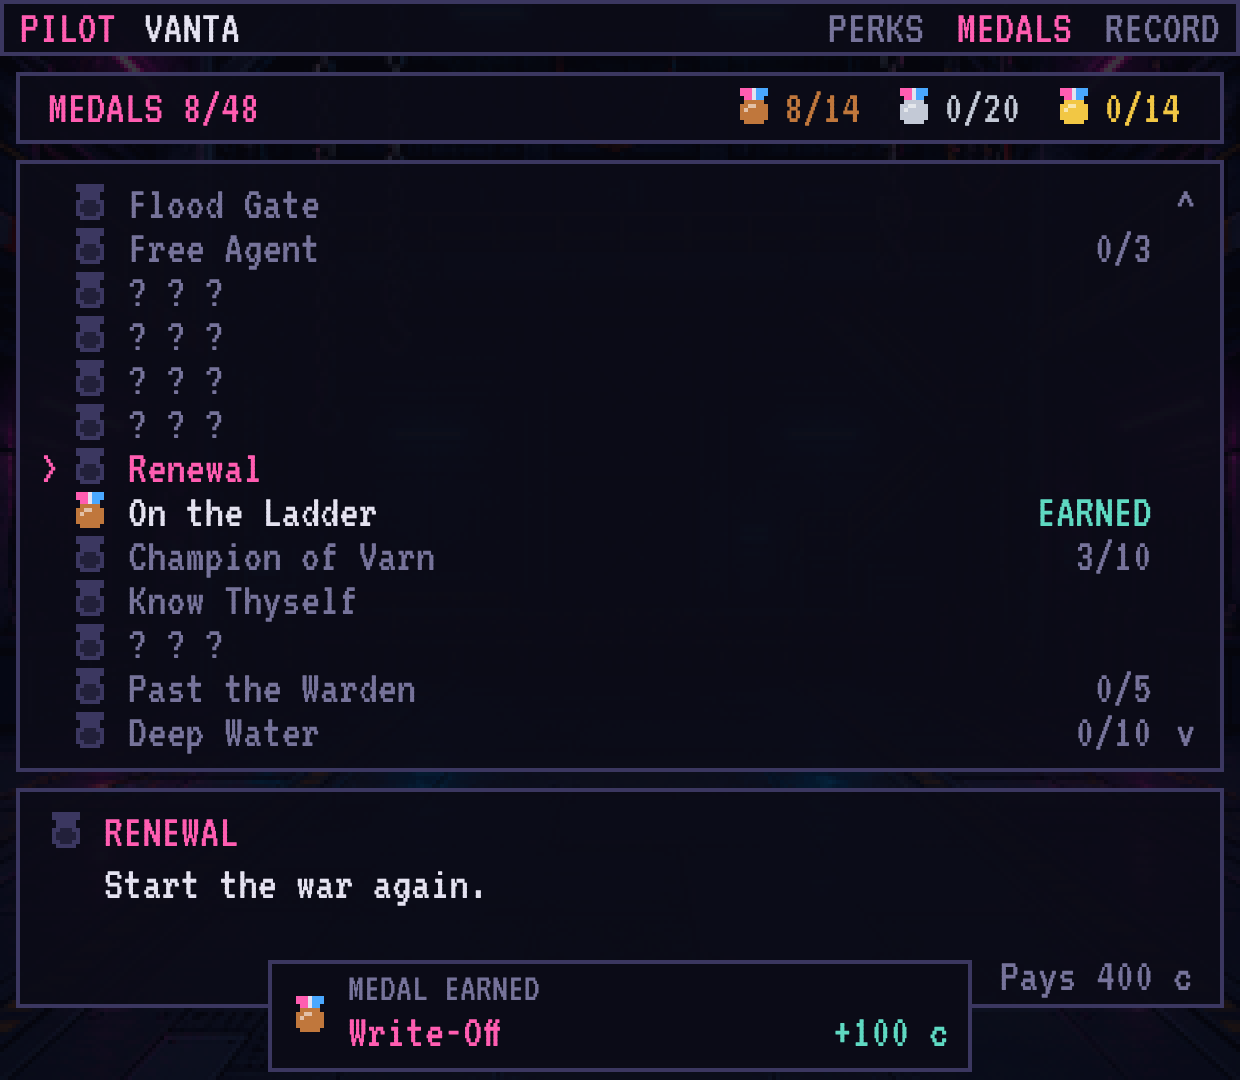 PILOT VANTA PERKS MEDALS RECORD
MEDALS 8/48 8/14 0/20 0/14
Flood Gate ^
Free Agent 0/3
? ? ?
? ? ?
? ? ?
? ? ?
> Renewal
On the Ladder EARNED
Champion of Varn 3/10
Know Thyself
? ? ?
Past the Warden 0/5
Deep Water 0/10 v
RENEWAL
Start the war again.
Pays 400 c
MEDAL EARNED
Write-Off +100 c